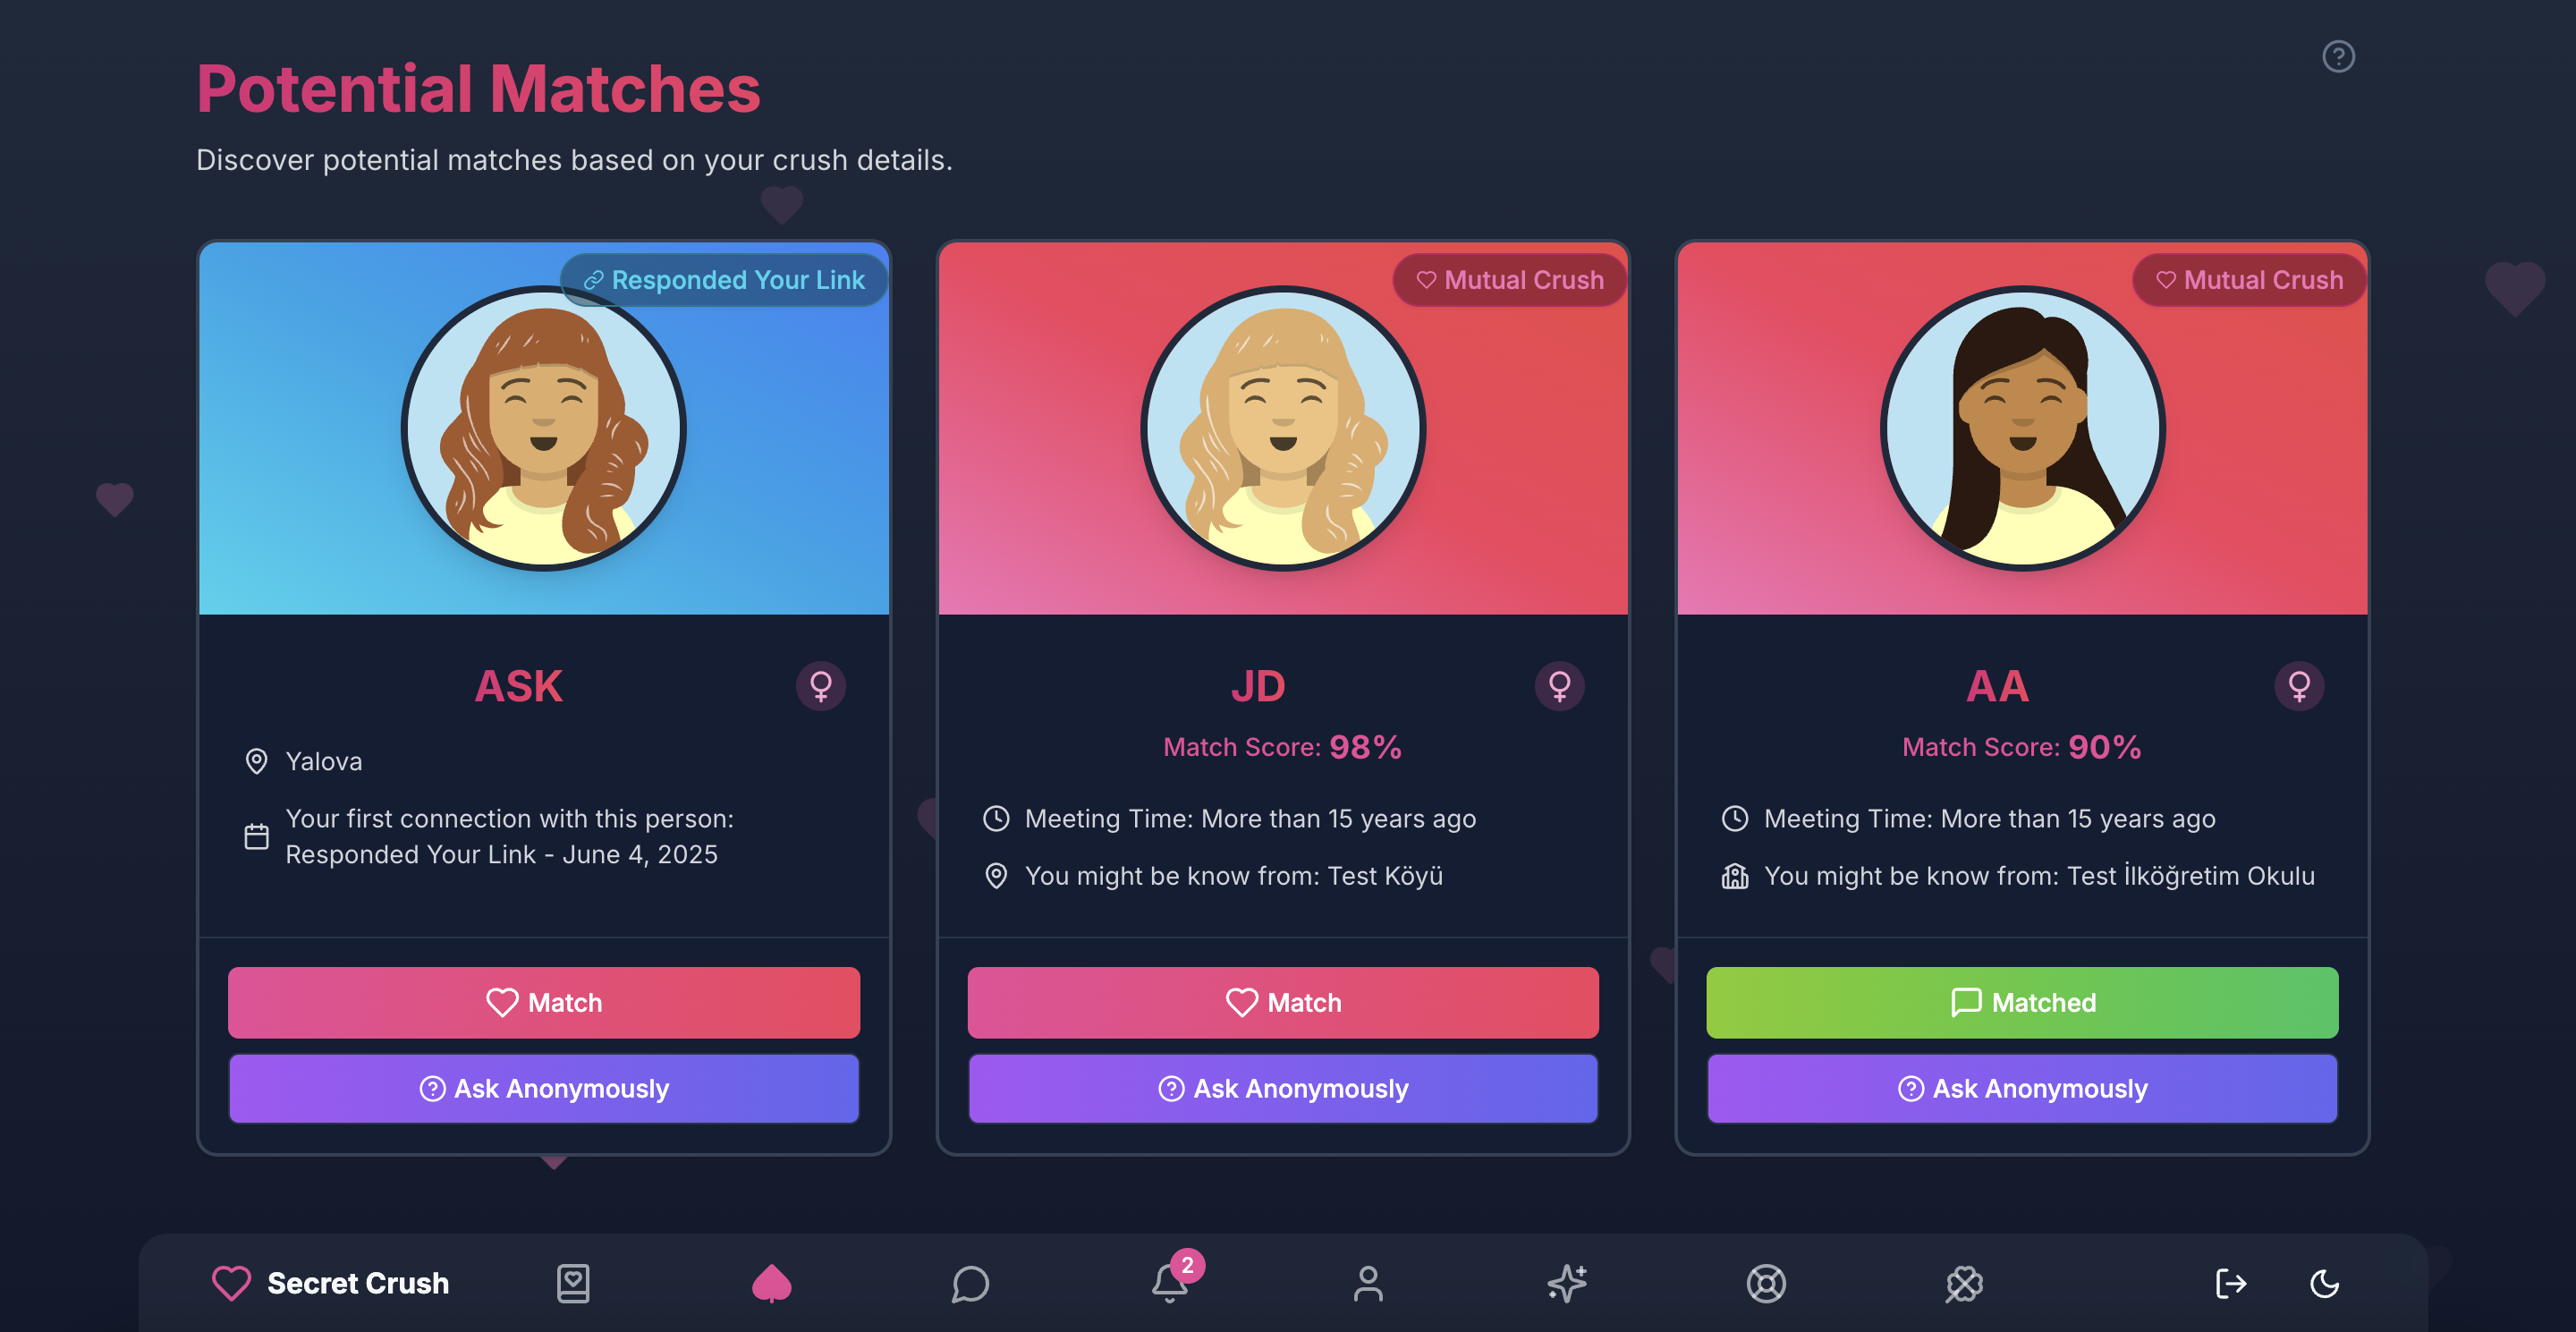 Potential Matches
Discover potential matches based on your crush details.
Responded Your Link
ASK
Yalova
Your first connection with this person:
Responded Your Link - June 4, 2025
Match
Ask Anonymously
Mutual Crush
JD
Match Score: 98%
Meeting Time: More than 15 years ago
You might be know from: Test Köyü
Match
Ask Anonymously
Mutual Crush
AA
Match Score: 90%
Meeting Time: More than 15 years ago
You might be know from: Test İlköğretim Okulu
Matched
Ask Anonymously
Secret Crush
2